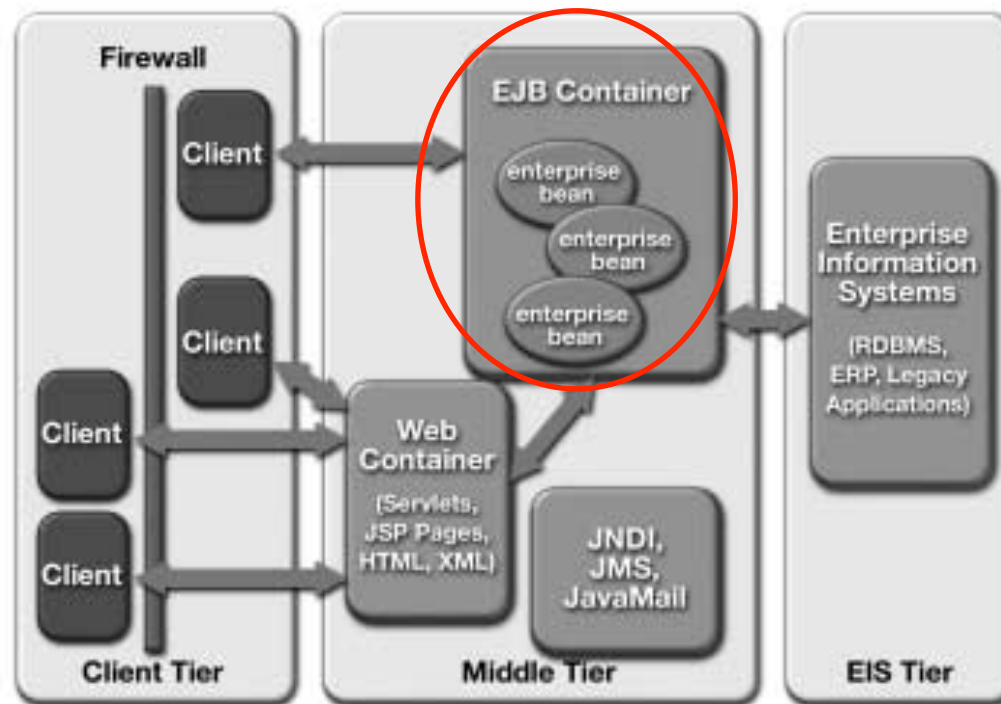 Firewall
Client
Client
Client
Client
Client Tier
EJB Container
enterprise
bean
enterprise
bean
enterprise
bean
Web
Container
(Servlets,
JSP Pages,
HTML, XML)
JNDI,
JMS,
JavaMail
Middle Tier
Enterprise
Information
Systems
(RDBMS,
ERP, Legacy
Applications)
EIS Tier